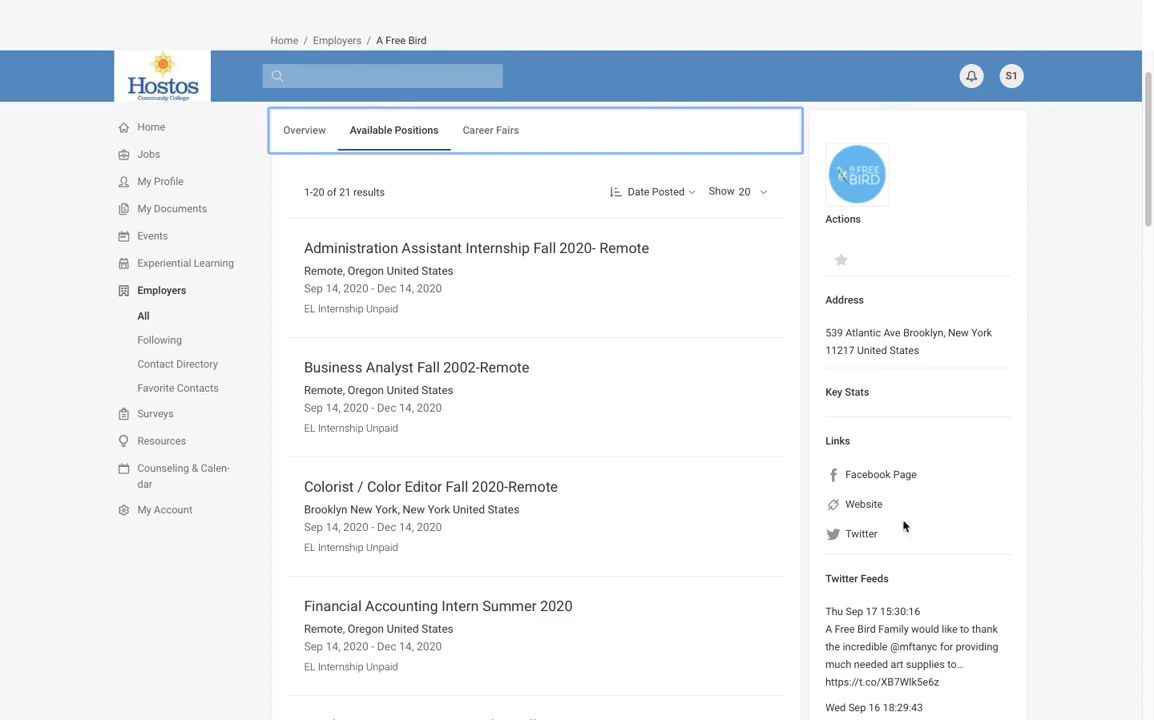 Home / Employers / A Free Bird
Hostos
Community College
S1
Home
Jobs
My Profile
My Documents
Events
Experiential Learning
Employers
All
Following
Contact Directory
Favorite Contacts
Surveys
Resources
Counseling & Calen-
dar
My Account
Overview Available Positions Career Fairs
1-20 of 21 results Date Posted Show 20
Administration Assistant Internship Fall 2020- Remote
Remote, Oregon United States
Sep 14, 2020 - Dec 14, 2020
EL Internship Unpaid
Business Analyst Fall 2002-Remote
Remote, Oregon United States
Sep 14, 2020 - Dec 14, 2020
EL Internship Unpaid
Colorist / Color Editor Fall 2020-Remote
Brooklyn New York, New York United States
Sep 14, 2020 - Dec 14, 2020
EL Internship Unpaid
Financial Accounting Intern Summer 2020
Remote, Oregon United States
Sep 14, 2020 - Dec 14, 2020
EL Internship Unpaid
A FREE
BIRD
Actions
Address
539 Atlantic Ave Brooklyn, New York
11217 United States
Key Stats
Links
Facebook Page
Website
Twitter
Twitter Feeds
Thu Sep 17 15:30:16
A Free Bird Family would like to thank
the incredible @mftanyc for providing
much needed art supplies to…
https://t.co/XB7Wlk5e6z
Wed Sep 16 18:29:43